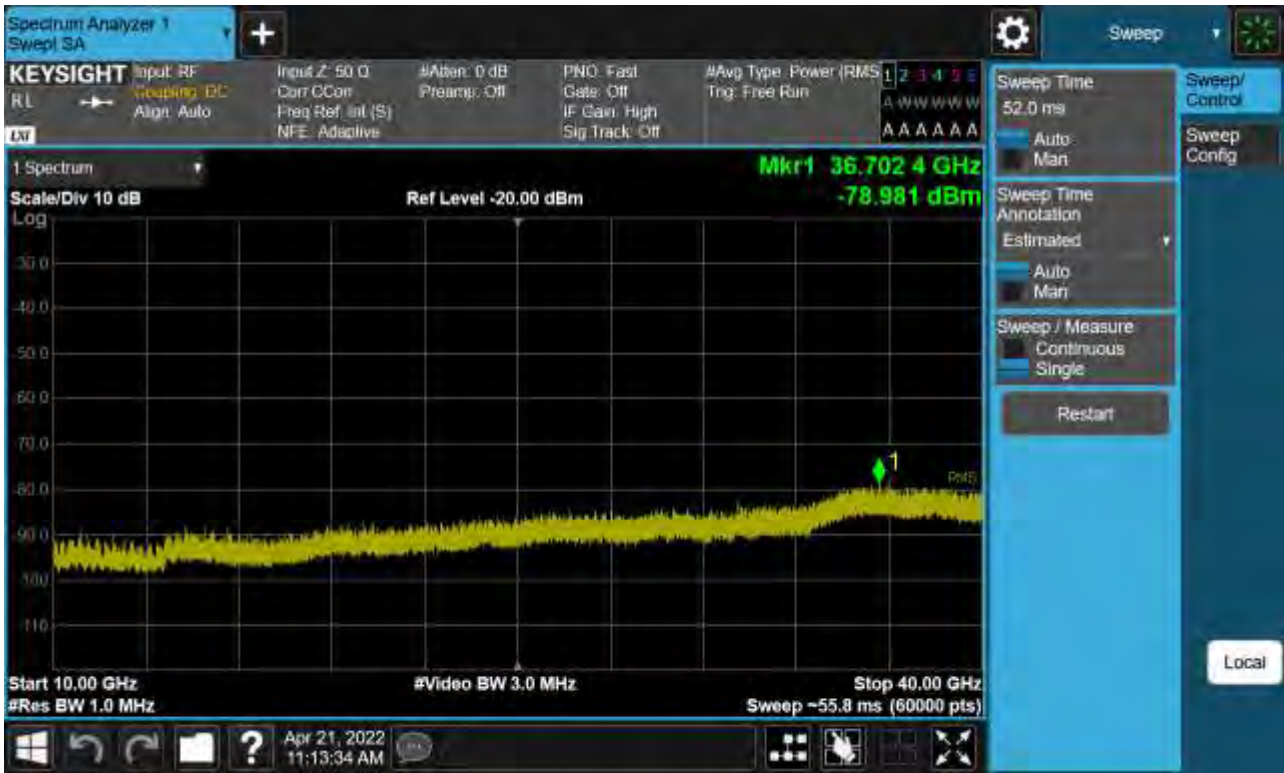 Spectrum Analyzer 1
Swept SA
+
Sweep
KEYSIGHT
RL
LXI
Input: RF
Coupling: DC
Align: Auto
Input Z: 50 Ω
Corr CCorr
Freq Ref: Int (S)
NFE: Adaptive
#Atten: 0 dB
Preamp: Off
PNO: Fast
Gate: Off
IF Gain: High
Sig Track: Off
#Avg Type: Power (RMS
Trig: Free Run
1 2 3 4 5 6
A W W W W W
A A A A A A
1 Spectrum
Scale/Div 10 dB
Log
Ref Level -20.00 dBm
Mkr1 36.702 4 GHz
-78.981 dBm
-30.0
-40.0
-50.0
-60.0
-70.0
-80.0
-90.0
-100
-110
1
RMS
Start 10.00 GHz
#Res BW 1.0 MHz
#Video BW 3.0 MHz
Stop 40.00 GHz
Sweep ~55.8 ms (60000 pts)
Sweep Time
52.0 ms
Auto
Man
Sweep Time
Annotation
Estimated
Auto
Man
Sweep / Measure
Continuous
Single
Restart
Sweep/
Control
Sweep
Config
Local
?
Apr 21, 2022
11:13:34 AM